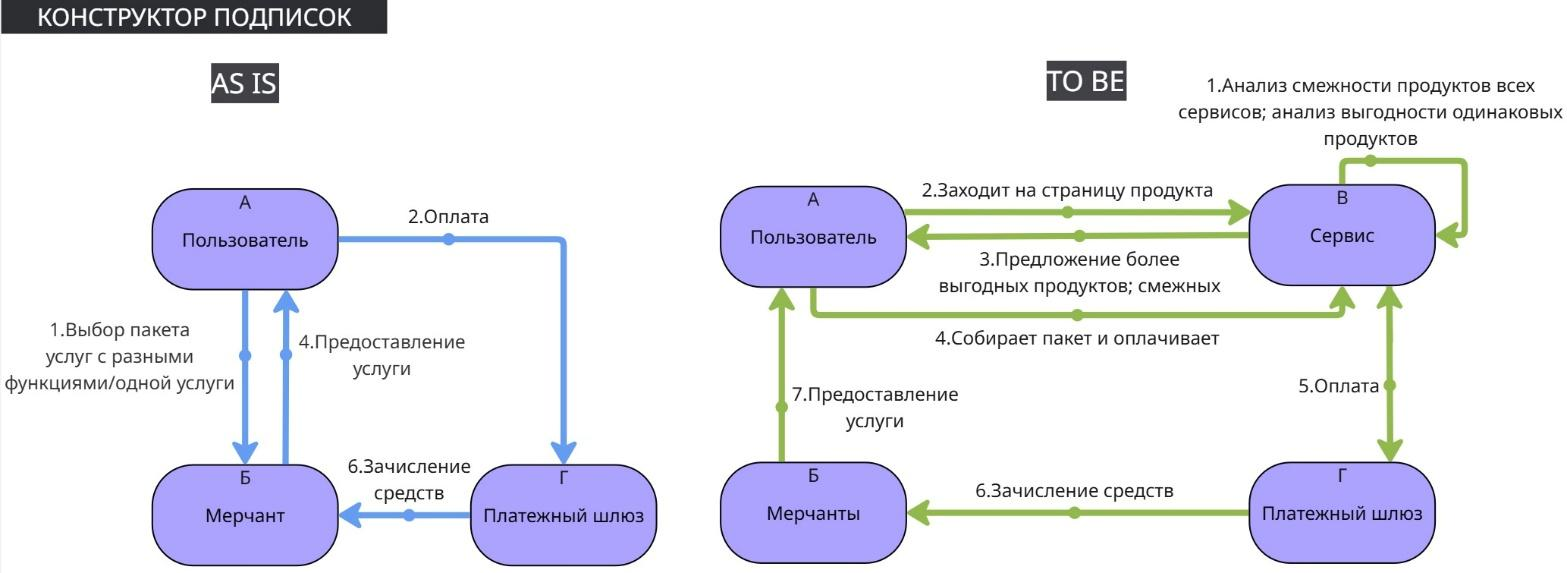 КОНСТРУКТОР ПОДПИСОК
AS IS
А
Пользователь
2.Оплата
1.Выбор пакета
услуг с разными
функциями/одной услуги
4.Предоставление
услуги
6.Зачисление
средств
Б
Мерчант
Г
Платежный шлюз
TO BE
1.Анализ смежности продуктов всех
сервисов; анализ выгодности одинаковых
продуктов
А
Пользователь
2.Заходит на страницу продукта
В
Сервис
3.Предложение более
выгодных продуктов; смежных
4.Собирает пакет и оплачивает
7.Предоставление
услуги
5.Оплата
Б
Мерчанты
6.Зачисление средств
Г
Платежный шлюз